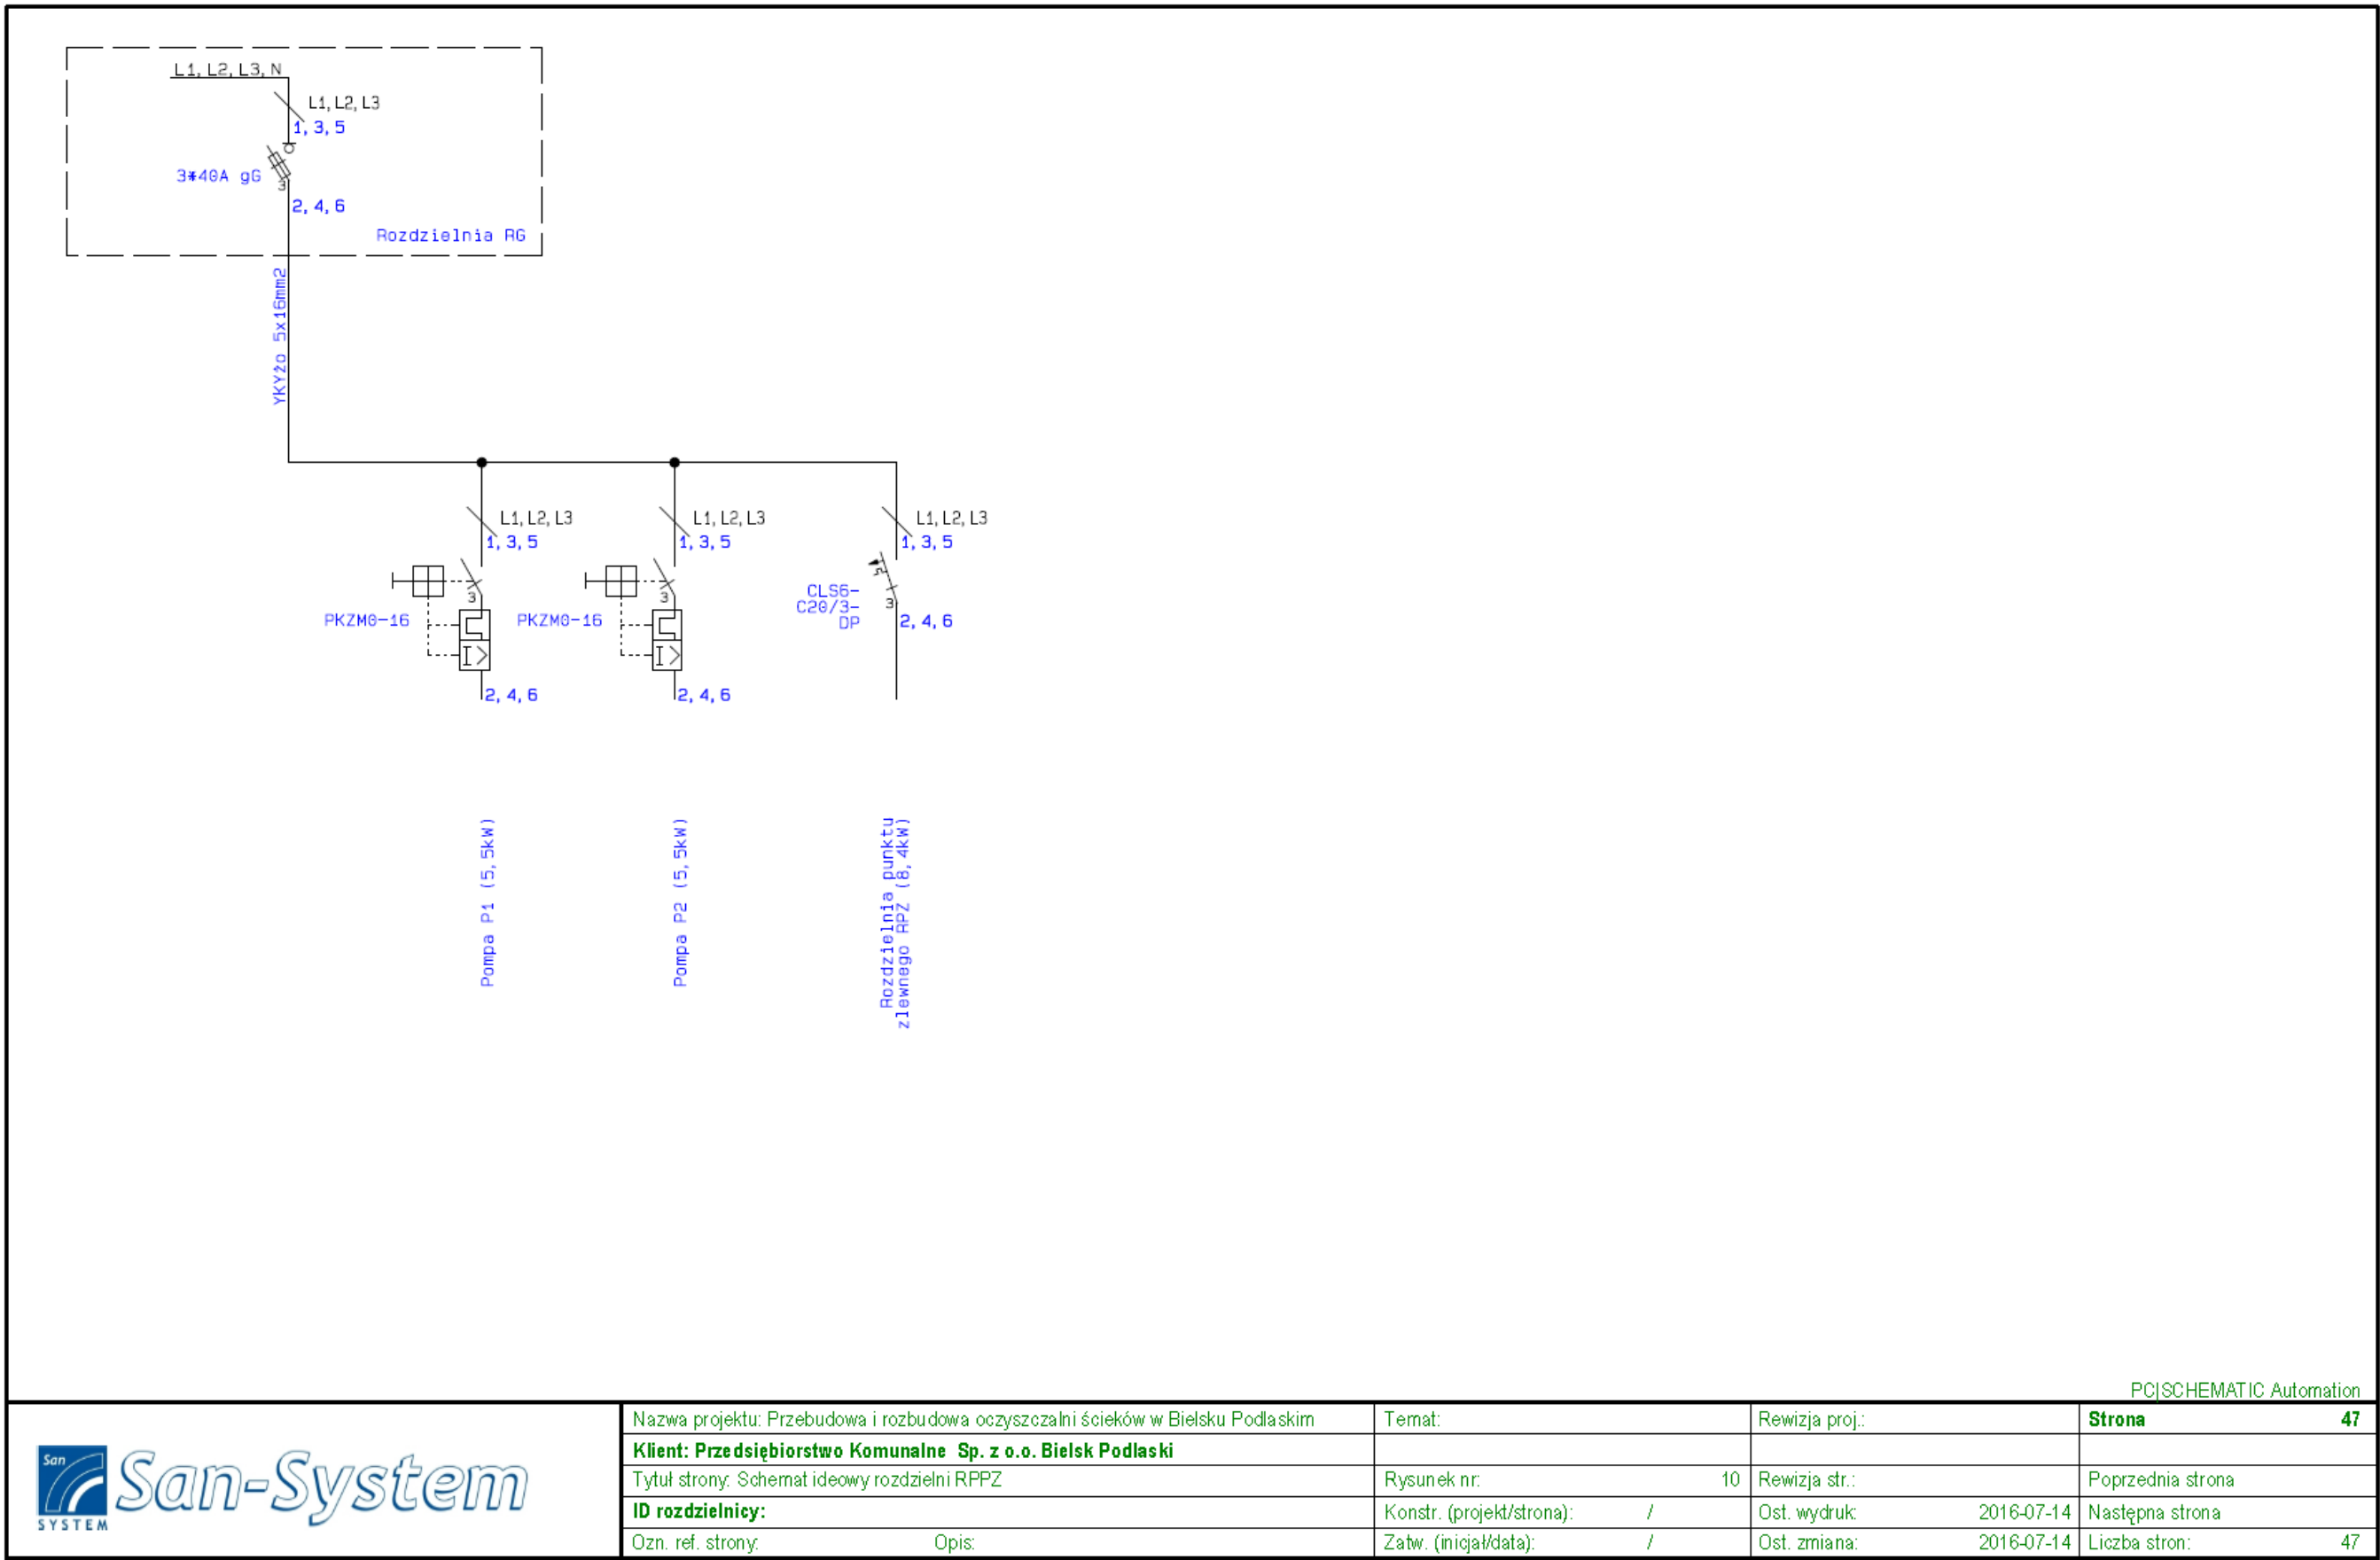 L1, L2, L3, N
L1, L2, L3
1, 3, 5
3*40A gG
3
2, 4, 6
Rozdzielnia RG
YKYżo 5x16mm2
L1, L2, L3
1, 3, 5
3
PKZM0-16
I>
2, 4, 6
Pompa P1 (5,5kW)
L1, L2, L3
1, 3, 5
3
PKZM0-16
I>
2, 4, 6
Pompa P2 (5,5kW)
L1, L2, L3
1, 3, 5
CLS6-
C20/3-
DP
3
2, 4, 6
Rozdzielnia punktu
zlewnego RPZ (8,4kW)
PC|SCHEMATIC Automation
San
SYSTEM
San-System
Nazwa projektu: Przebudowa i rozbudowa oczyszczalni ścieków w Bielsku Podlaskim
Temat:
Rewizja proj.:
Strona 47
Klient: Przedsiębiorstwo Komunalne Sp. z o.o. Bielsk Podlaski
Tytuł strony: Schemat ideowy rozdzielni RPPZ
Rysunek nr: 10
Rewizja str.:
Poprzednia strona
ID rozdzielnicy:
Konstr. (projekt/strona): /
Ost. wydruk: 2016-07-14
Następna strona
Ozn. ref. strony: Opis:
Zatw. (inicjał/data): /
Ost. zmiana: 2016-07-14
Liczba stron: 47